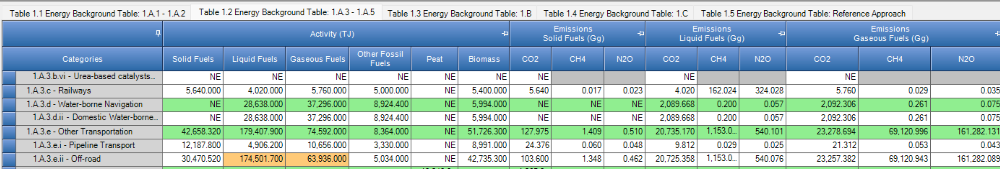 Table 1.1 Energy Background Table: 1.A.1 - 1.A.2 Table 1.2 Energy Background Table: 1.A.3 - 1.A.5 Table 1.3 Energy Background Table: 1.B Table 1.4 Energy Background Table: 1.C Table 1.5 Energy Background Table: Reference Approach
Activity (TJ) Emissions Solid Fuels (Gg) Emissions Liquid Fuels (Gg) Emissions Gaseous Fuels (Gg)
Categories Solid Fuels Liquid Fuels Gaseous Fuels Other Fossil Fuels Peat Biomass CO2 CH4 N2O CO2 CH4 N2O CO2 CH4 N2O
1.A.3.b.vi - Urea-based catalysts... NE NE NE NE NE NE NE NE NE
1.A.3.c - Railways 5,640.000 4,020.000 5,760.000 5,000.000 NE 5,400.000 5.640 0.017 0.023 4.020 162.024 324.028 5.760 0.029 0.035
1.A.3.d - Water-borne Navigation NE 28,638.000 37,296.000 8,924.400 NE 5,994.000 NE NE NE 2,089.668 0.200 0.057 2,092.306 0.261 0.075
1.A.3.d.ii - Domestic Water-borne... NE 28,638.000 37,296.000 8,924.400 NE 5,994.000 NE NE NE 2,089.668 0.200 0.057 2,092.306 0.261 0.075
1.A.3.e - Other Transportation 42,658.320 179,407.900 74,592.000 8,364.000 NE 51,726.300 127.975 1.409 0.510 20,735.170 1,153.0... 540.101 23,278.694 69,120.996 161,282.131
1.A.3.e.i - Pipeline Transport 12,187.800 4,906.200 10,656.000 3,330.000 NE 8,991.000 24.376 0.060 0.048 9.812 0.029 0.025 21.312 0.053 0.043
1.A.3.e.ii - Off-road 30,470.520 174,501.700 63,936.000 5,034.000 NE 42,735.300 103.600 1.348 0.462 20,725.358 1,153.0... 540.076 23,257.382 69,120.943 161,282.089